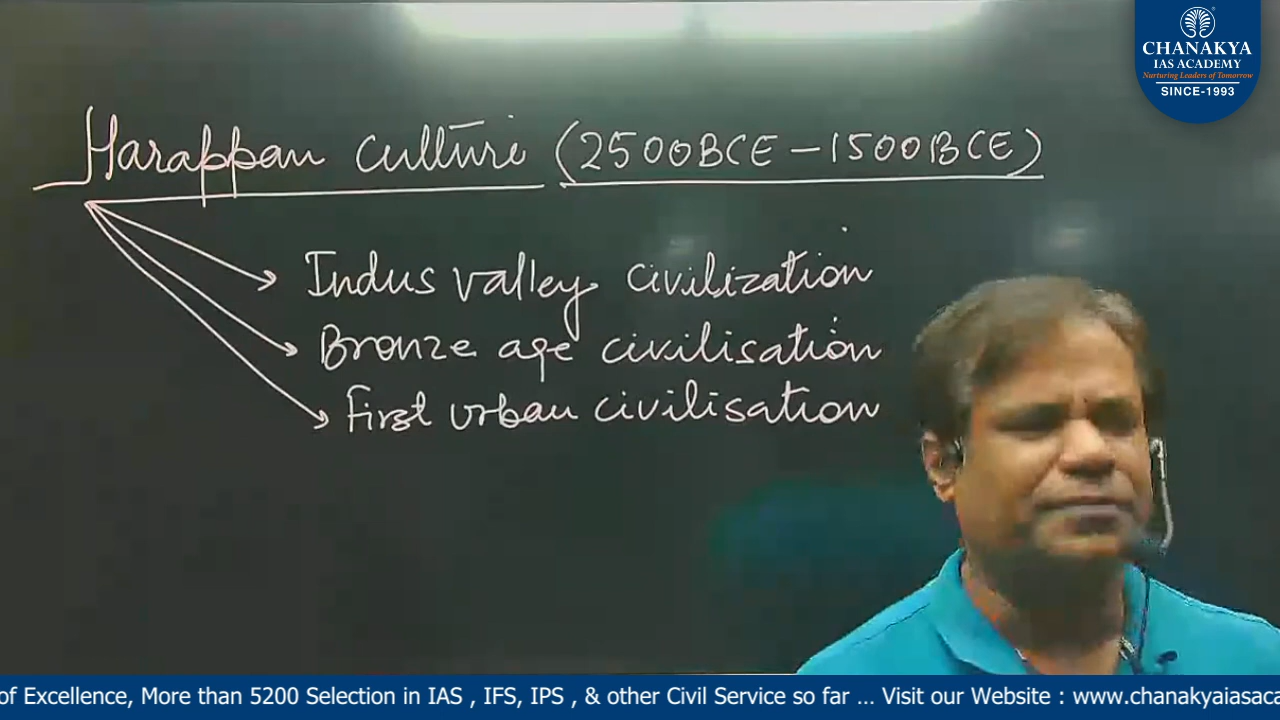 CHANAKYA
IAS ACADEMY
Nurturing Leaders of Tomorrow
SINCE-1993
Harappan culture (2500BCE – 1500BCE)
Indus valley civilization
Bronze age civilisation
First urban civilisation
of Excellence, More than 5200 Selection in IAS , IFS, IPS , & other Civil Service so far ... Visit our Website : www.chanakyaiasaca